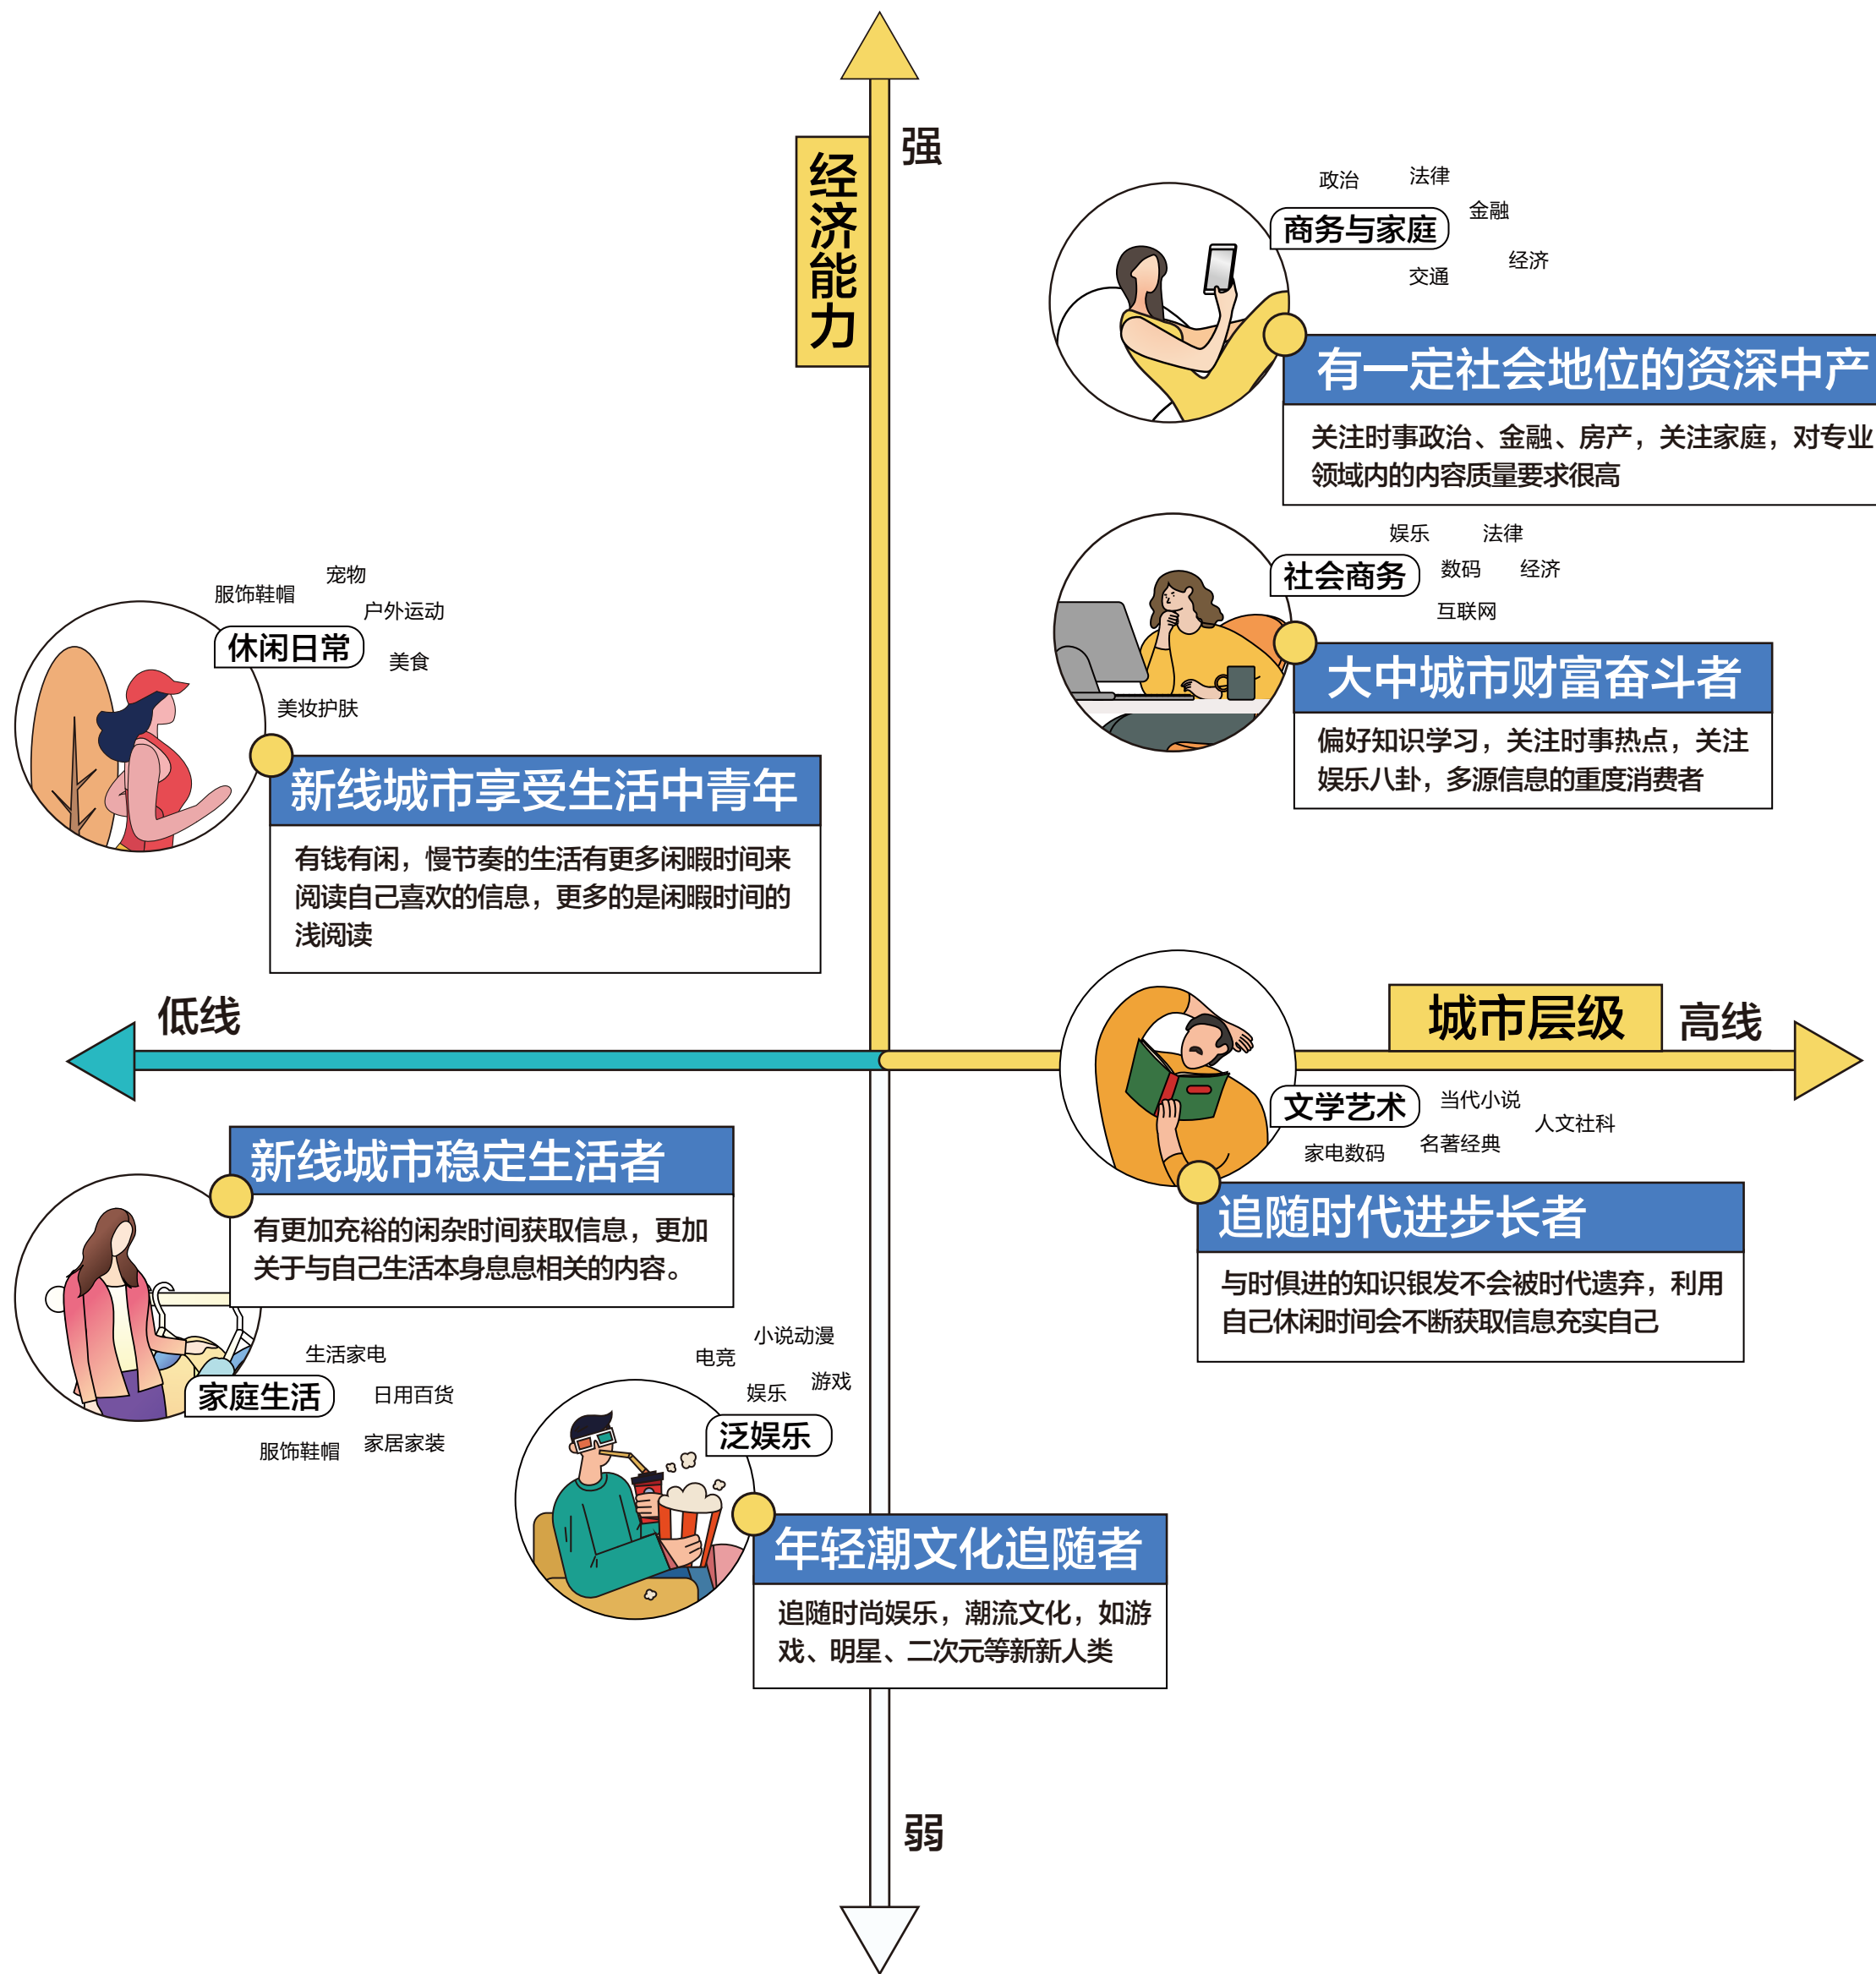 强
经济能力
政治
法律
金融
商务与家庭
经济
交通
有一定社会地位的资深中产
关注时事政治、金融、房产，关注家庭，对专业
领域内的内容质量要求很高
娱乐
法律
社会商务
数码
经济
互联网
大中城市财富奋斗者
偏好知识学习，关注时事热点，关注
娱乐八卦，多源信息的重度消费者
宠物
服饰鞋帽
户外运动
休闲日常
美食
美妆护肤
新线城市享受生活中青年
有钱有闲，慢节奏的生活有更多闲暇时间来
阅读自己喜欢的信息，更多的是闲暇时间的
浅阅读
低线
城市层级
高线
文学艺术
当代小说
人文社科
名著经典
家电数码
追随时代进步长者
与时俱进的知识银发不会被时代遗弃，利用
自己休闲时间会不断获取信息充实自己
新线城市稳定生活者
有更加充裕的闲杂时间获取信息，更加
关于与自己生活本身息息相关的内容。
生活家电
家庭生活
日用百货
家居家装
服饰鞋帽
小说动漫
电竞
游戏
娱乐
泛娱乐
年轻潮文化追随者
追随时尚娱乐，潮流文化，如游
戏、明星、二次元等新新人类
弱